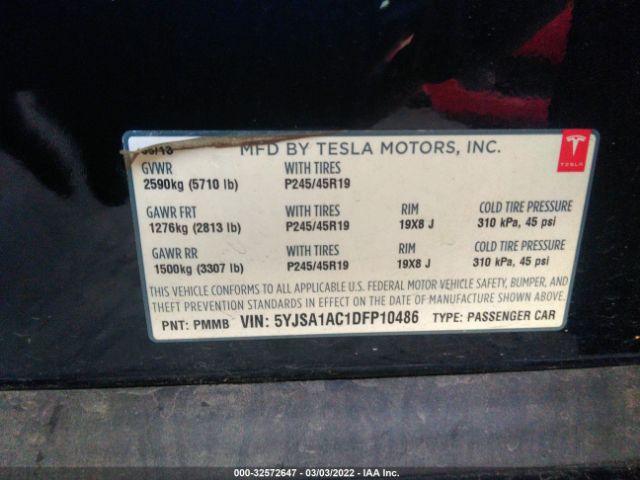 MFD BY TESLA MOTORS, INC.
TESLA
GVWR WITH TIRES
2590kg (5710 lb) P245/45R19
GAWR FRT WITH TIRES RIM COLD TIRE PRESSURE
1276kg (2813 lb) P245/45R19 19X8 J 310 kPa, 45 psi
GAWR RR WITH TIRES RIM COLD TIRE PRESSURE
1500kg (3307 lb) P245/45R19 19X8 J 310 kPa, 45 psi
THIS VEHICLE CONFORMS TO ALL APPLICABLE U.S. FEDERAL MOTOR VEHICLE SAFETY, BUMPER, AND
THEFT PREVENTION STANDARDS IN EFFECT ON THE DATE OF MANUFACTURE SHOWN ABOVE.
PNT: PMMB VIN: 5YJSA1AC1DFP10486 TYPE: PASSENGER CAR
000-32572647 - 03/03/2022 - IAA Inc.